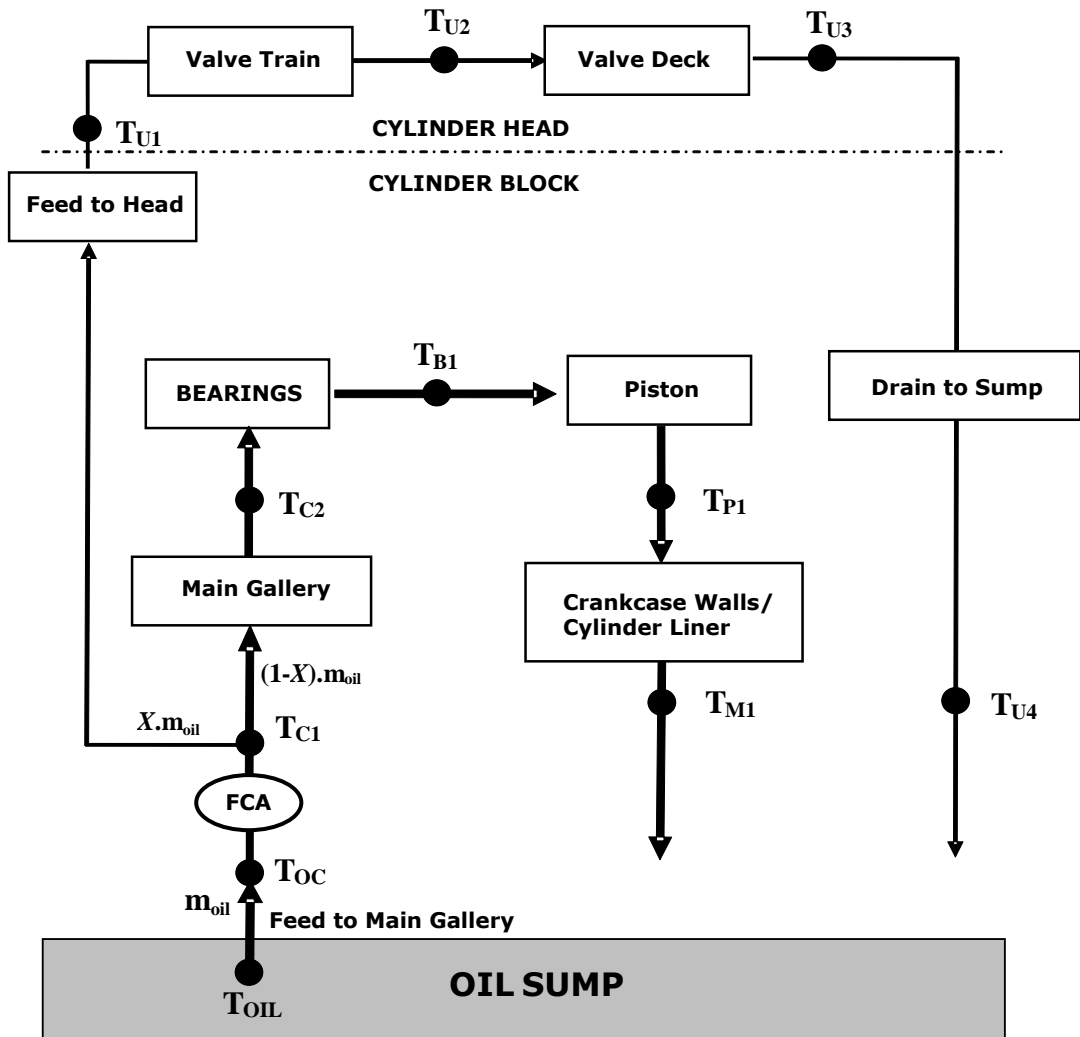 T_U2
T_U3
Valve Train
Valve Deck
T_U1
CYLINDER HEAD
CYLINDER BLOCK
Feed to Head
T_B1
BEARINGS
Piston
Drain to Sump
T_C2
T_P1
Main Gallery
Crankcase Walls/
Cylinder Liner
(1-X).m_oil
X.m_oil
T_C1
T_M1
T_U4
FCA
T_OC
m_oil
Feed to Main Gallery
OIL SUMP
T_OIL